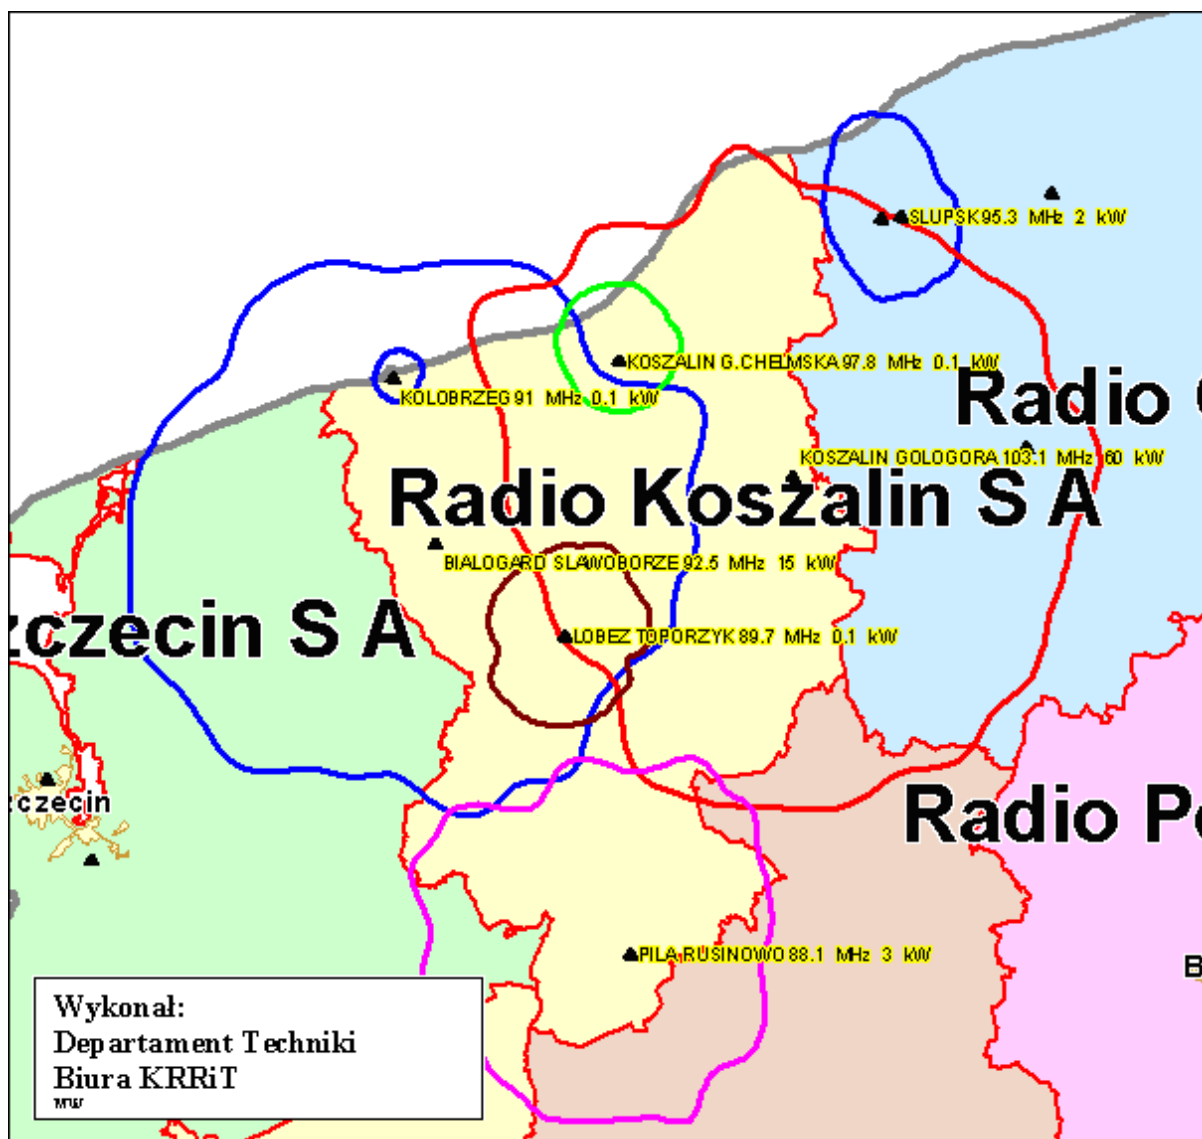 SLUPSK 95.3 MHz 2 kW
KOSZALIN G.CHELMSKA 97.8 MHz 0.1 kW
KOLOBRZEG 91 MHz 0.1 kW
Radio
KOSZALIN GOLOGORA 103.1 MHz 60 kW
Radio Koszalin S A
BIALOGARD SLAWOBORZE 92.5 MHz 15 kW
zczecin S A
LOBEZ TOPORZYK 89.7 MHz 0.1 kW
czecin
Radio Po
PILA RUSINOWO 88.1 MHz 3 kW
B
Wykonał:
Departament Techniki
Biura KRRiT
MW